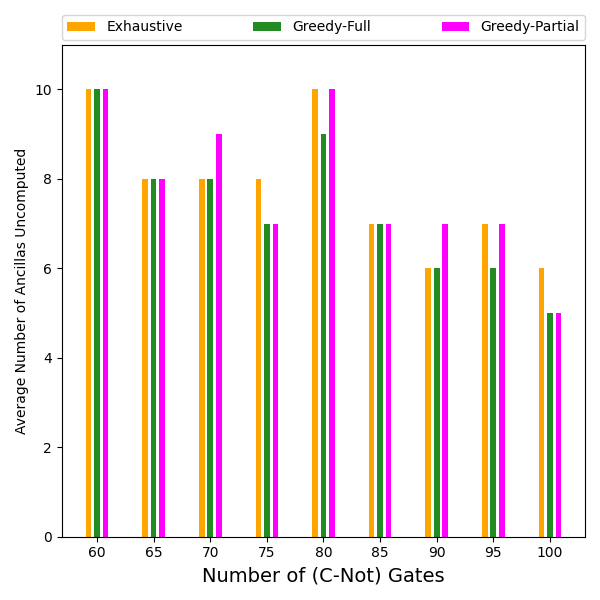 Exhaustive Greedy-Full Greedy-Partial
Average Number of Ancillas Uncomputed
10
8
6
4
2
0
60 65 70 75 80 85 90 95 100
Number of (C-Not) Gates